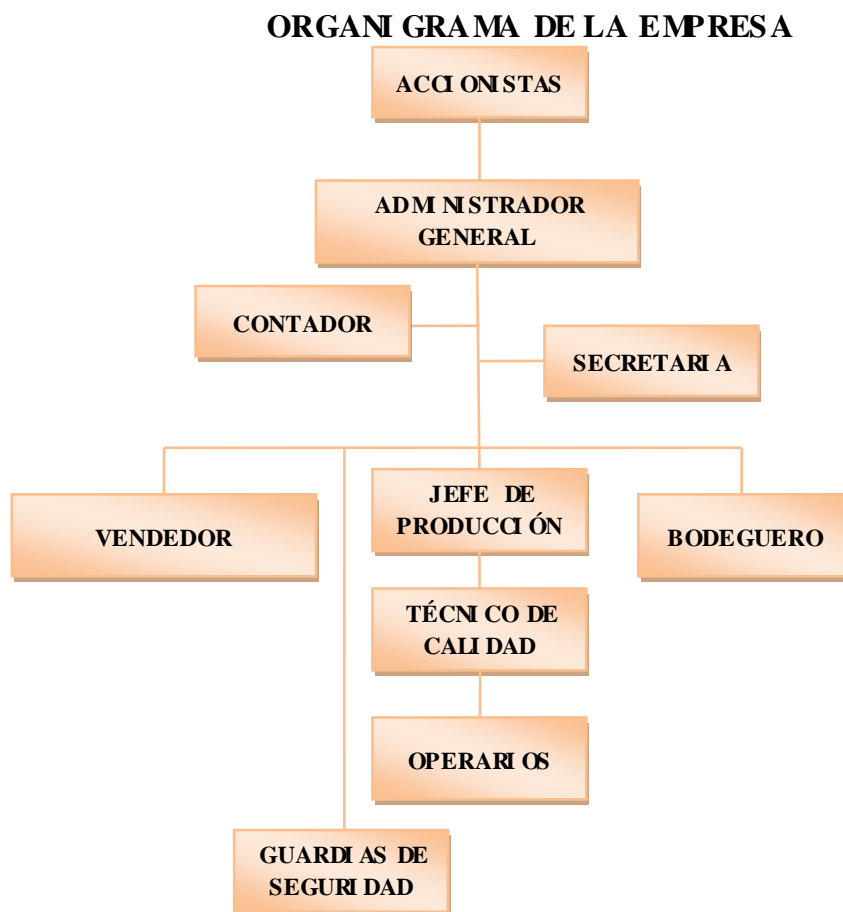 ORGANIGRAMA DE LA EMPRESA
ACCIONISTAS
ADMINISTRADOR
GENERAL
CONTADOR
SECRETARIA
VENDEDOR
JEFE DE
PRODUCCIÓN
BODEGUERO
TÉCNICO DE
CALIDAD
OPERARIOS
GUARDIAS DE
SEGURIDAD